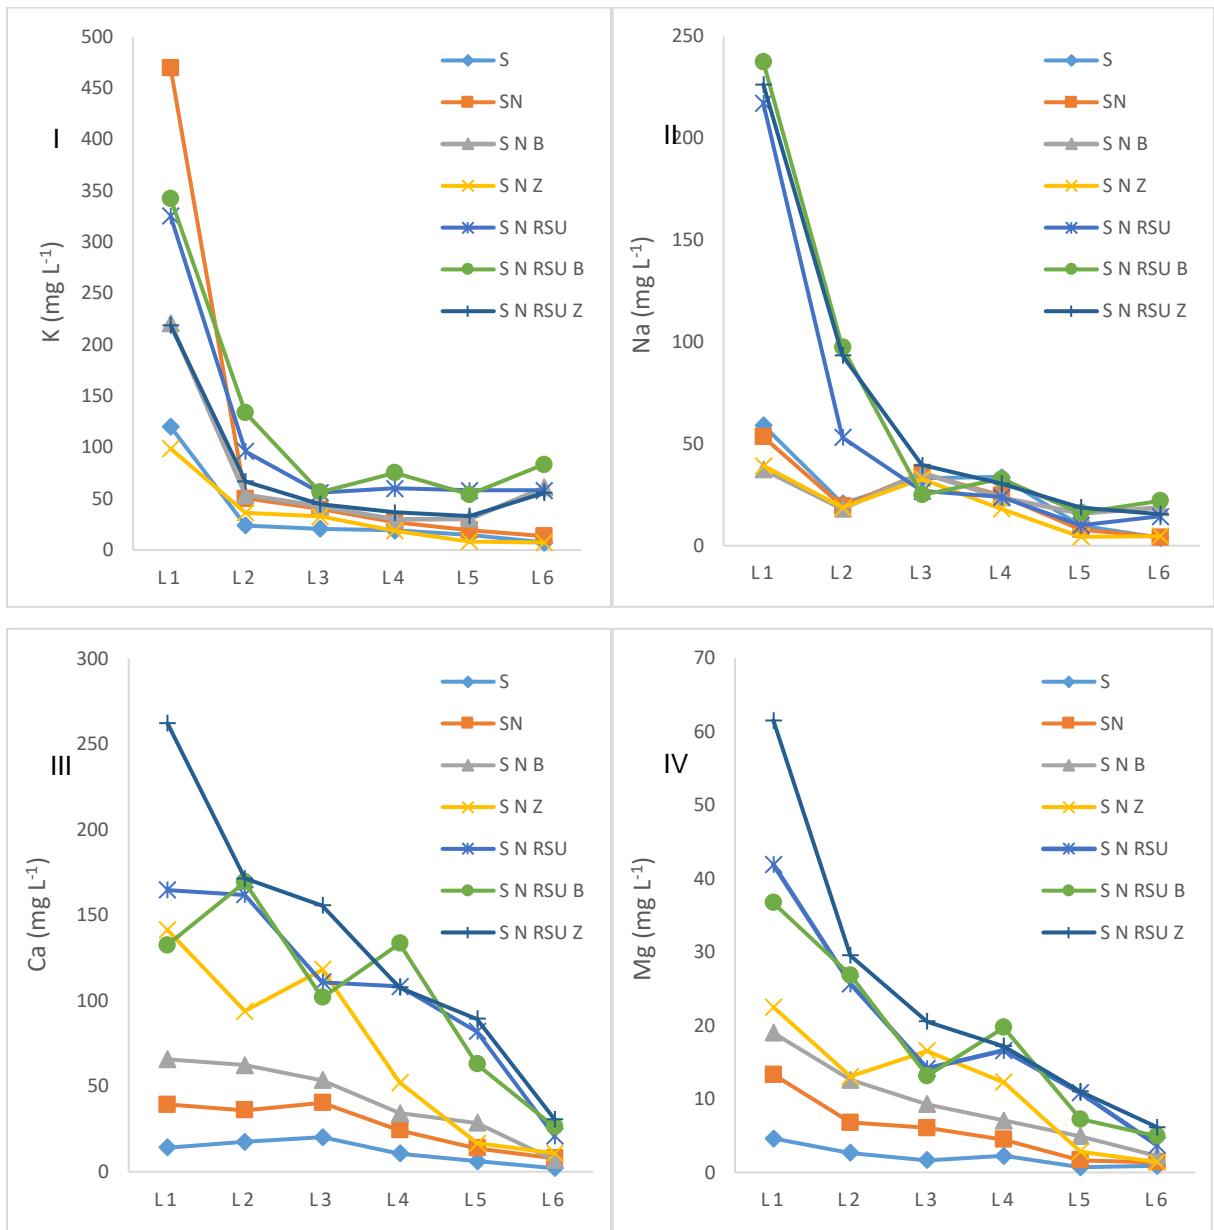 I
K (mg L-1)
500
450
400
350
300
250
200
150
100
50
0
L1 L2 L3 L4 L5 L6
S
SN
S N B
S N Z
S N RSU
S N RSU B
S N RSU Z
II
Na (mg L-1)
250
200
150
100
50
0
L1 L2 L3 L4 L5 L6
S
SN
S N B
S N Z
S N RSU
S N RSU B
S N RSU Z
III
Ca (mg L-1)
300
250
200
150
100
50
0
L1 L2 L3 L4 L5 L6
S
SN
S N B
S N Z
S N RSU
S N RSU B
S N RSU Z
IV
Mg (mg L-1)
70
60
50
40
30
20
10
0
L1 L2 L3 L4 L5 L6
S
SN
S N B
S N Z
S N RSU
S N RSU B
S N RSU Z